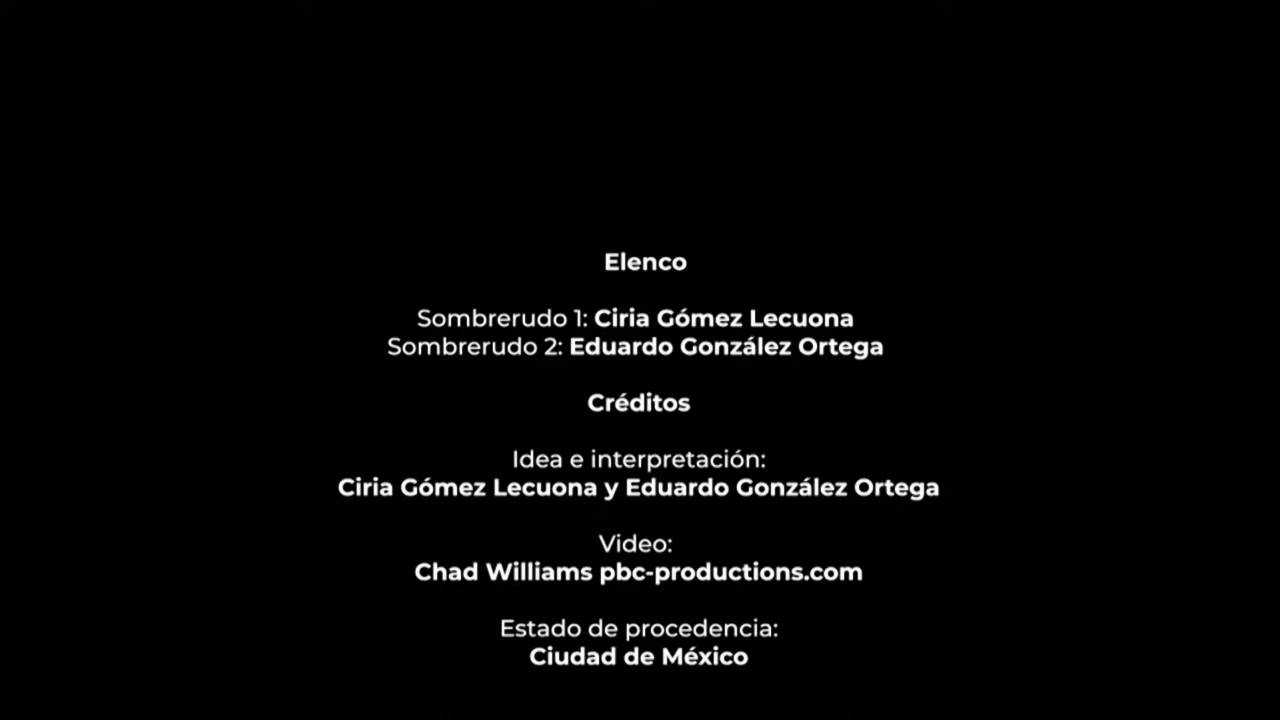 Elenco
Sombrerudo 1: Ciria Gómez Lecuona
Sombrerudo 2: Eduardo González Ortega
Créditos
Idea e interpretación:
Ciria Gómez Lecuona y Eduardo González Ortega
Video:
Chad Williams pbc-productions.com
Estado de procedencia:
Ciudad de México